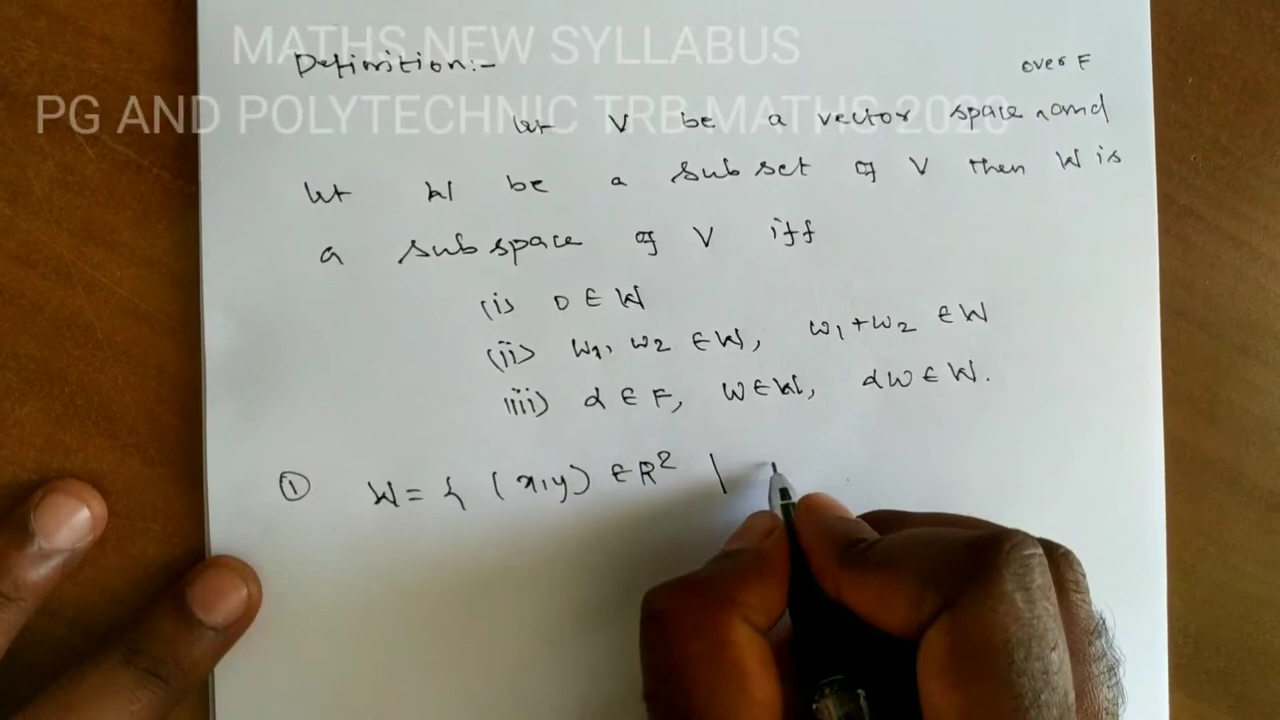 MATHS NEW SYLLABUS
PG AND POLYTECHNIC TRB MATHS 2023
Definition:-
over F
let V be a vector space ^ and
let W be a subset of V then W is
a subspace of V iff
(i) 0 ∈ W
(ii) w1, w2 ∈ W, w1+w2 ∈ W
iii) α ∈ F, w∈W, αw∈W.
① W= { (x,y) ∈R² |